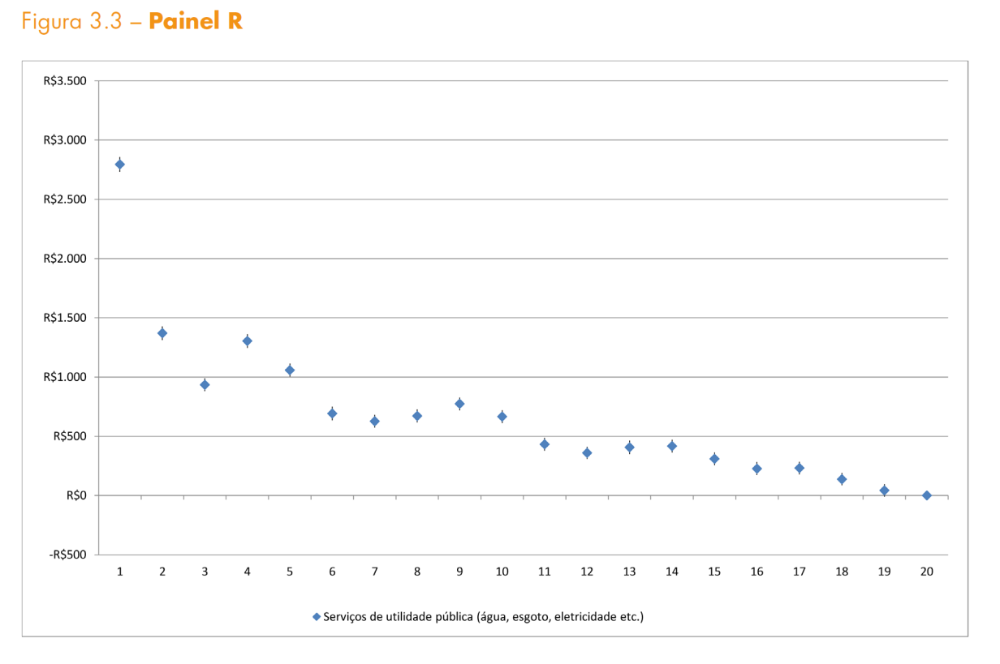 Figura 3.3 – Painel R
R$3.500
R$3.000
R$2.500
R$2.000
R$1.500
R$1.000
R$500
R$0
-R$500
1 2 3 4 5 6 7 8 9 10 11 12 13 14 15 16 17 18 19 20
Serviços de utilidade pública (água, esgoto, eletricidade etc.)